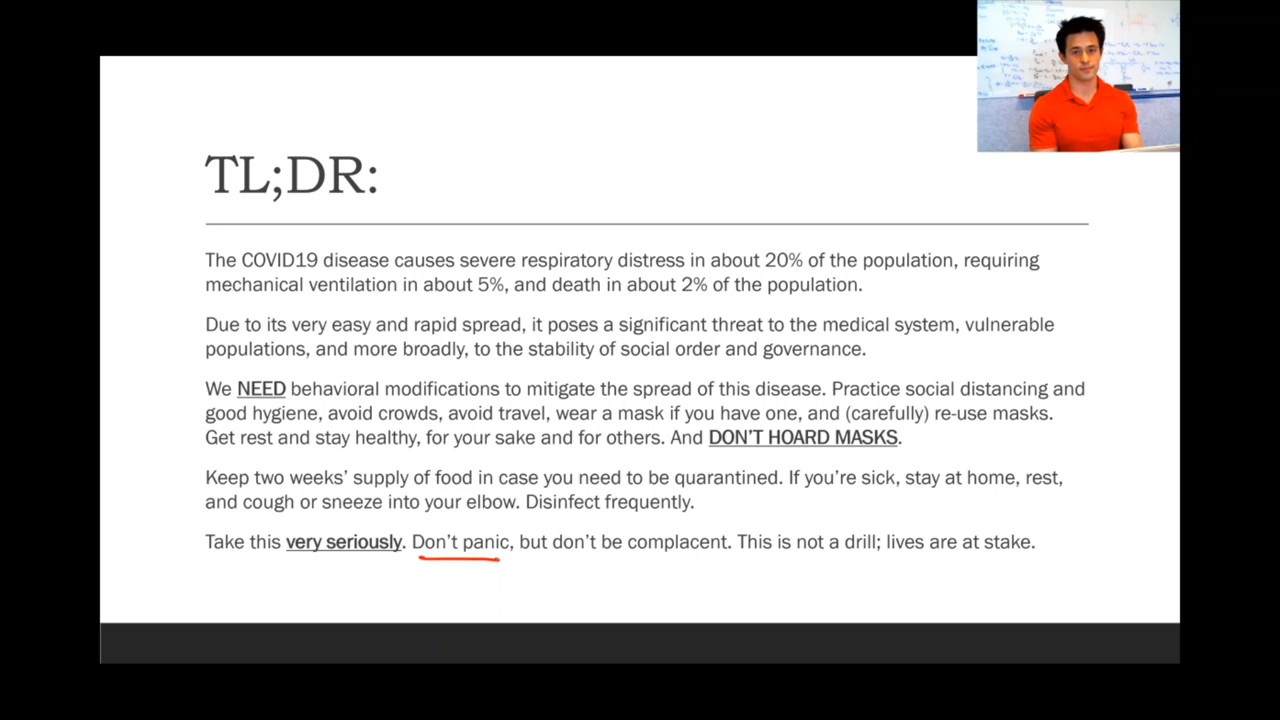 TL;DR:
The COVID19 disease causes severe respiratory distress in about 20% of the population, requiring
mechanical ventilation in about 5%, and death in about 2% of the population.
Due to its very easy and rapid spread, it poses a significant threat to the medical system, vulnerable
populations, and more broadly, to the stability of social order and governance.
We NEED behavioral modifications to mitigate the spread of this disease. Practice social distancing and
good hygiene, avoid crowds, avoid travel, wear a mask if you have one, and (carefully) re-use masks.
Get rest and stay healthy, for your sake and for others. And DON'T HOARD MASKS.
Keep two weeks' supply of food in case you need to be quarantined. If you're sick, stay at home, rest,
and cough or sneeze into your elbow. Disinfect frequently.
Take this very seriously. Don't panic, but don't be complacent. This is not a drill; lives are at stake.